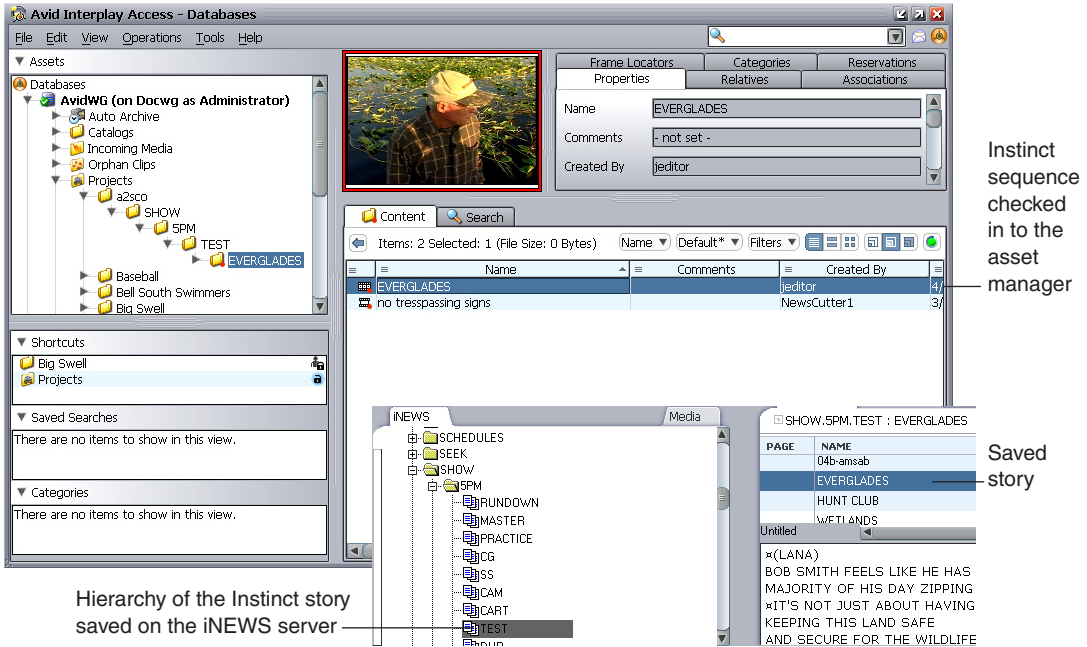 Avid Interplay Access - Databases
File Edit View Operations Tools Help
Assets
Databases
AvidWG (on Docwg as Administrator)
Auto Archive
Catalogs
Incoming Media
Orphan Clips
Projects
a2sco
SHOW
5PM
TEST
EVERGLADES
Baseball
Bell South Swimmers
Big Swell
Shortcuts
Big Swell
Projects
Saved Searches
There are no items to show in this view.
Categories
There are no items to show in this view.
Frame Locators Categories Reservations
Properties Relatives Associations
Name EVERGLADES
Comments - not set -
Created By jeditor
Content Search
Items: 2 Selected: 1 (File Size: 0 Bytes) Name Default* Filters
Name Comments Created By
EVERGLADES jeditor 4/
no tresspassing signs NewsCutter1 3/
Instinct
sequence
checked
in to the
asset
manager
iNEWS Media
SCHEDULES
SEEK
SHOW
5PM
RUNDOWN
MASTER
PRACTICE
CG
SS
CAM
CART
TEST
SHOW.5PM.TEST : EVERGLADES
PAGE NAME
04b-amsab
EVERGLADES
HUNT CLUB
WETLANDS
Untitled
¤(LANA)
BOB SMITH FEELS LIKE HE HAS
MAJORITY OF HIS DAY ZIPPING
¤IT'S NOT JUST ABOUT HAVING
KEEPING THIS LAND SAFE
AND SECURE FOR THE WILDLIFE
Saved
story
Hierarchy of the Instinct story
saved on the iNEWS server